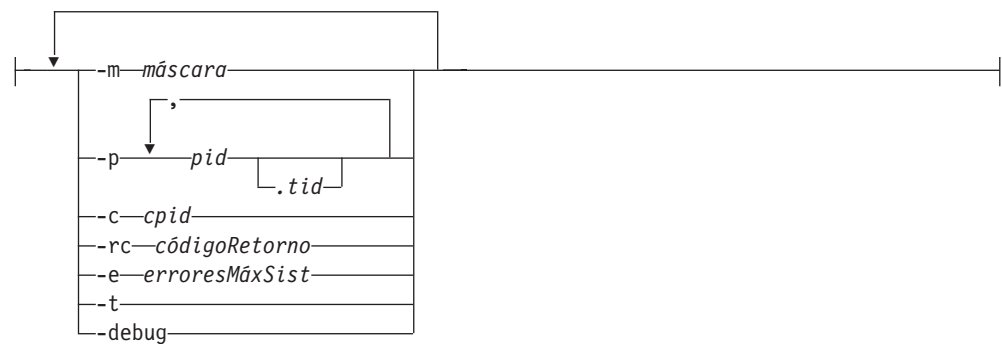 -m máscara
,
-p pid
.tid
-c cpid
-rc códigoRetorno
-e erroresMáxSist
-t
-debug